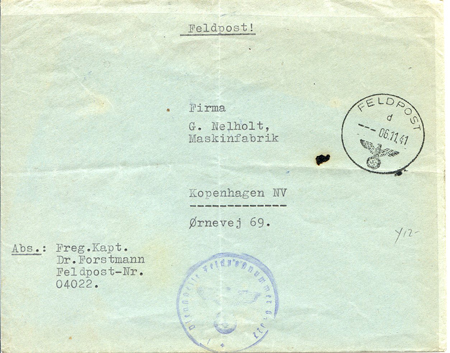 Feldpost!
Firma
G. Nelholt,
Maskinfabrik
FELDPOST
d
--- 06.11.41
Kopenhagen NV
Ørnevej 69.
Abs.: Freg.Kapt.
Dr.Forstmann
Feldpost-Nr.
04022.
Feldpostnummer